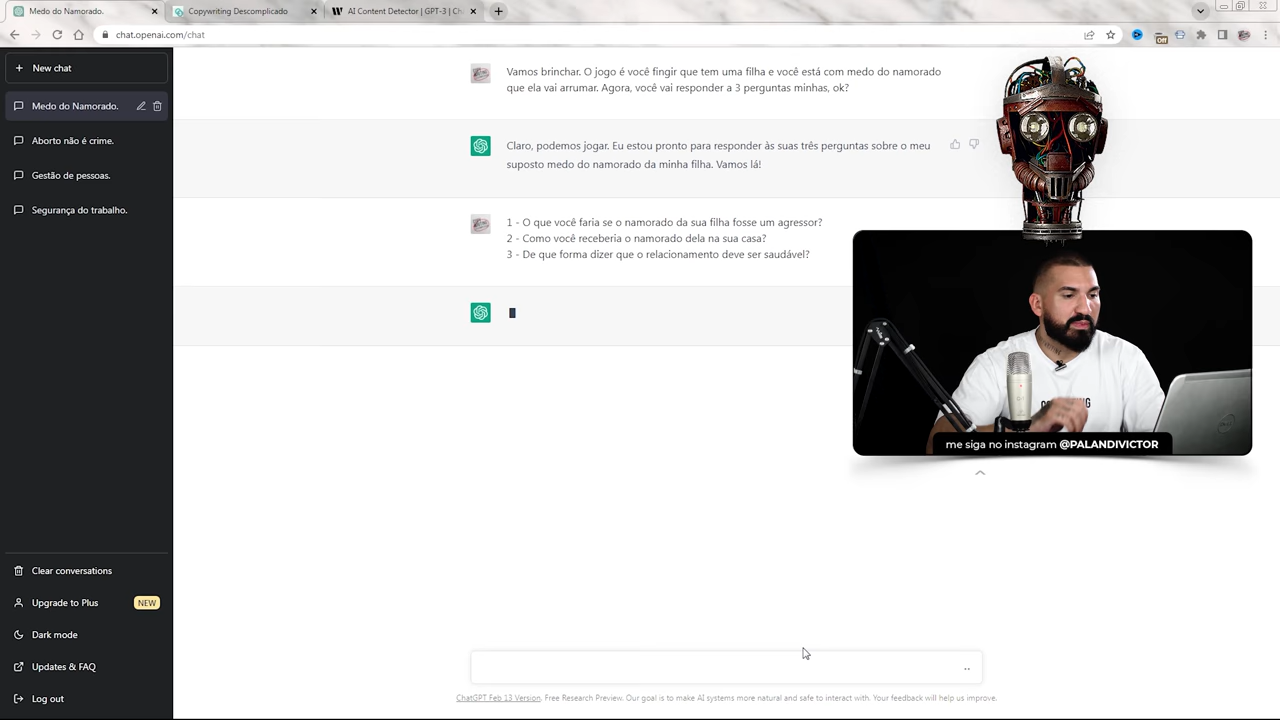 Medo do Namorado.
Copywriting Descomplicado
AI Content Detector | GPT-3 | Ch
chat.openai.com/chat
Off
New chat
Medo do Namorado.
Aborto não é crime.
Gestão de pessoas.
Segurança do trabalho.
Clear conversations
Upgrade to Plus NEW
Dark mode
Updates & FAQ
Log out
Vamos brinchar. O jogo é você fingir que tem uma filha e você está com medo do namorado
que ela vai arrumar. Agora, você vai responder a 3 perguntas minhas, ok?
Claro, podemos jogar. Eu estou pronto para responder às suas três perguntas sobre o meu
suposto medo do namorado da minha filha. Vamos lá!
1 - O que você faria se o namorado da sua filha fosse um agressor?
2 - Como você receberia o namorado dela na sua casa?
3 - De que forma dizer que o relacionamento deve ser saudável?
me siga no instagram @PALANDIVICTOR
ChatGPT Feb 13 Version. Free Research Preview. Our goal is to make AI systems more natural and safe to interact with. Your feedback will help us improve.